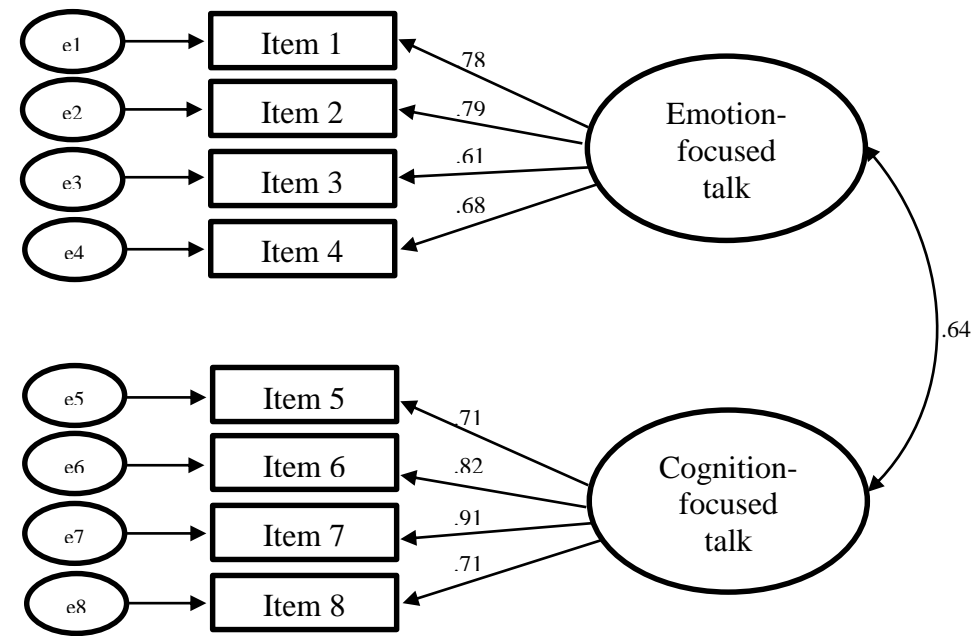 e1
Item 1
.78
e2
Item 2
.79
e3
Item 3
.61
e4
Item 4
.68
Emotion-
focused
talk
.64
e5
Item 5
.71
e6
Item 6
.82
e7
Item 7
.91
e8
Item 8
.71
Cognition-
focused
talk